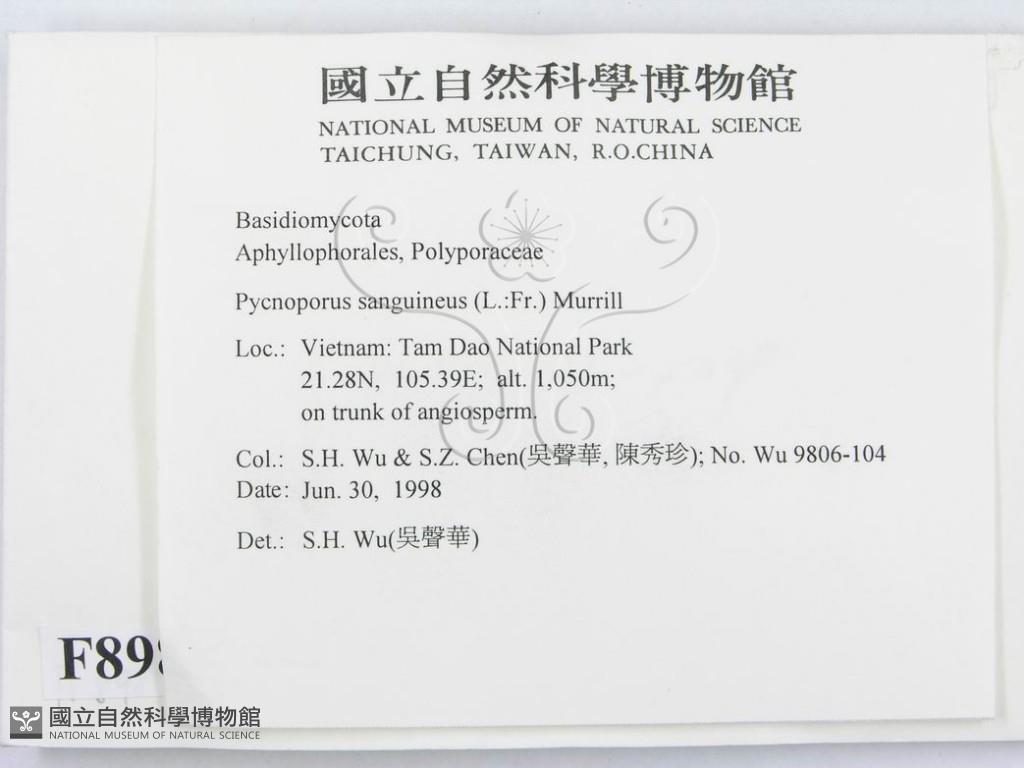 國立自然科學博物館
NATIONAL MUSEUM OF NATURAL SCIENCE
TAICHUNG, TAIWAN, R.O.CHINA
Basidiomycota
Aphyllophorales, Polyporaceae
Pycnoporus sanguineus (L.:Fr.) Murrill
Loc.: Vietnam: Tam Dao National Park
21.28N, 105.39E; alt. 1,050m;
on trunk of angiosperm.
Col.: S.H. Wu & S.Z. Chen(吳聲華, 陳秀珍); No. Wu 9806-104
Date: Jun. 30, 1998
Det.: S.H. Wu(吳聲華)
國立自然科學博物館
NATIONAL MUSEUM OF NATURAL SCIENCE